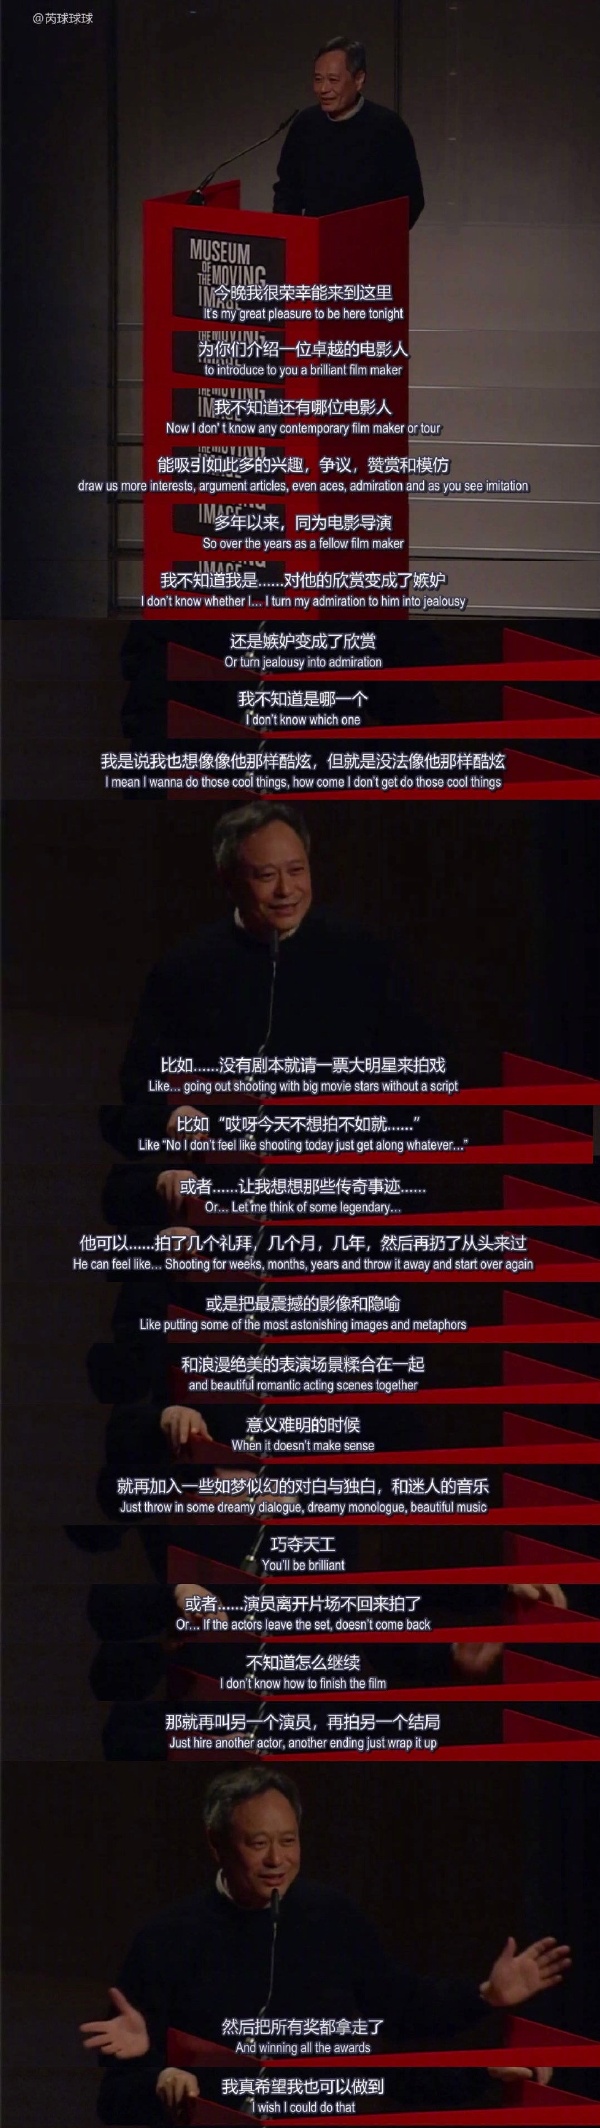 @芮球球球
MUSEUM
OF
THE MOVING
IMAGE
今晚我很荣幸能来到这里
It's my great pleasure to be here tonight
THE MOVING
为你们介绍一位卓越的电影人
to introduce to you a brilliant film maker
我不知道还有哪位电影人
Now I don't know any contemporary film maker or tour
能吸引如此多的兴趣，争议，赞赏和模仿
draw us more interests, argument articles, even aces, admiration and as you see imitation
IMAGE
多年以来，同为电影导演
So over the years as a fellow film maker
我不知道我是......对他的欣赏变成了嫉妒
I don't know whether I... I turn my admiration to him into jealousy
还是嫉妒变成了欣赏
Or turn jealousy into admiration
我不知道是哪一个
I don't know which one
我是说我也想像像他那样酷炫，但就是没法像他那样酷炫
I mean I wanna do those cool things, how come I don't get do those cool things
比如......没有剧本就请一票大明星来拍戏
Like... going out shooting with big movie stars without a script
比如“哎呀今天不想拍不如就......”
Like “No I don't feel like shooting today just get along whatever...”
或者......让我想想那些传奇事迹......
Or... Let me think of some legendary...
他可以......拍了几个礼拜，几个月，几年，然后再扔了从头来过
He can feel like... Shooting for weeks, months, years and throw it away and start over again
或是把最震撼的影像和隐喻
Like putting some of the most astonishing images and metaphors
和浪漫绝美的表演场景糅合在一起
and beautiful romantic acting scenes together
意义难明的时候
When it doesn't make sense
就再加入一些如梦似幻的对白与独白，和迷人的音乐
Just throw in some dreamy dialogue, dreamy monologue, beautiful music
巧夺天工
You'll be brilliant
或者......演员离开片场不回来拍了
Or... If the actors leave the set, doesn't come back
不知道怎么继续
I don't know how to finish the film
那就再叫另一个演员，再拍另一个结局
Just hire another actor, another ending just wrap it up
然后把所有奖都拿走了
And winning all the awards
我真希望我也可以做到
I wish I could do that